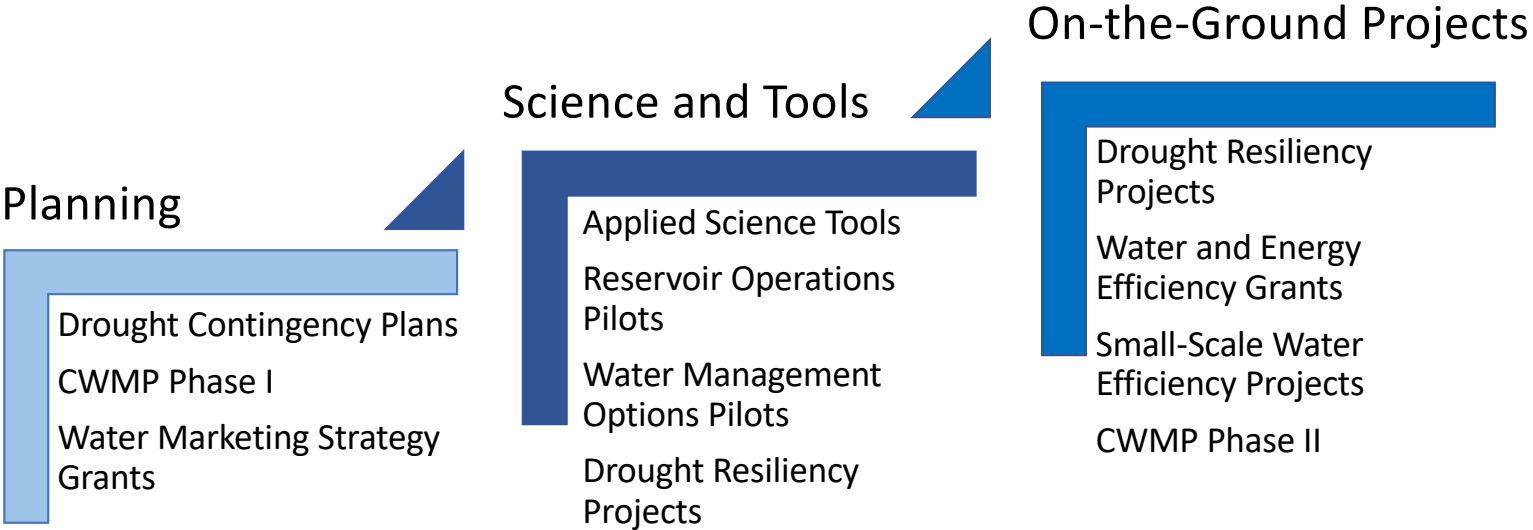 Planning
Drought Contingency Plans
CWMP Phase I
Water Marketing Strategy
Grants
Science and Tools
Applied Science Tools
Reservoir Operations
Pilots
Water Management
Options Pilots
Drought Resiliency
Projects
On-the-Ground Projects
Drought Resiliency
Projects
Water and Energy
Efficiency Grants
Small-Scale Water
Efficiency Projects
CWMP Phase II